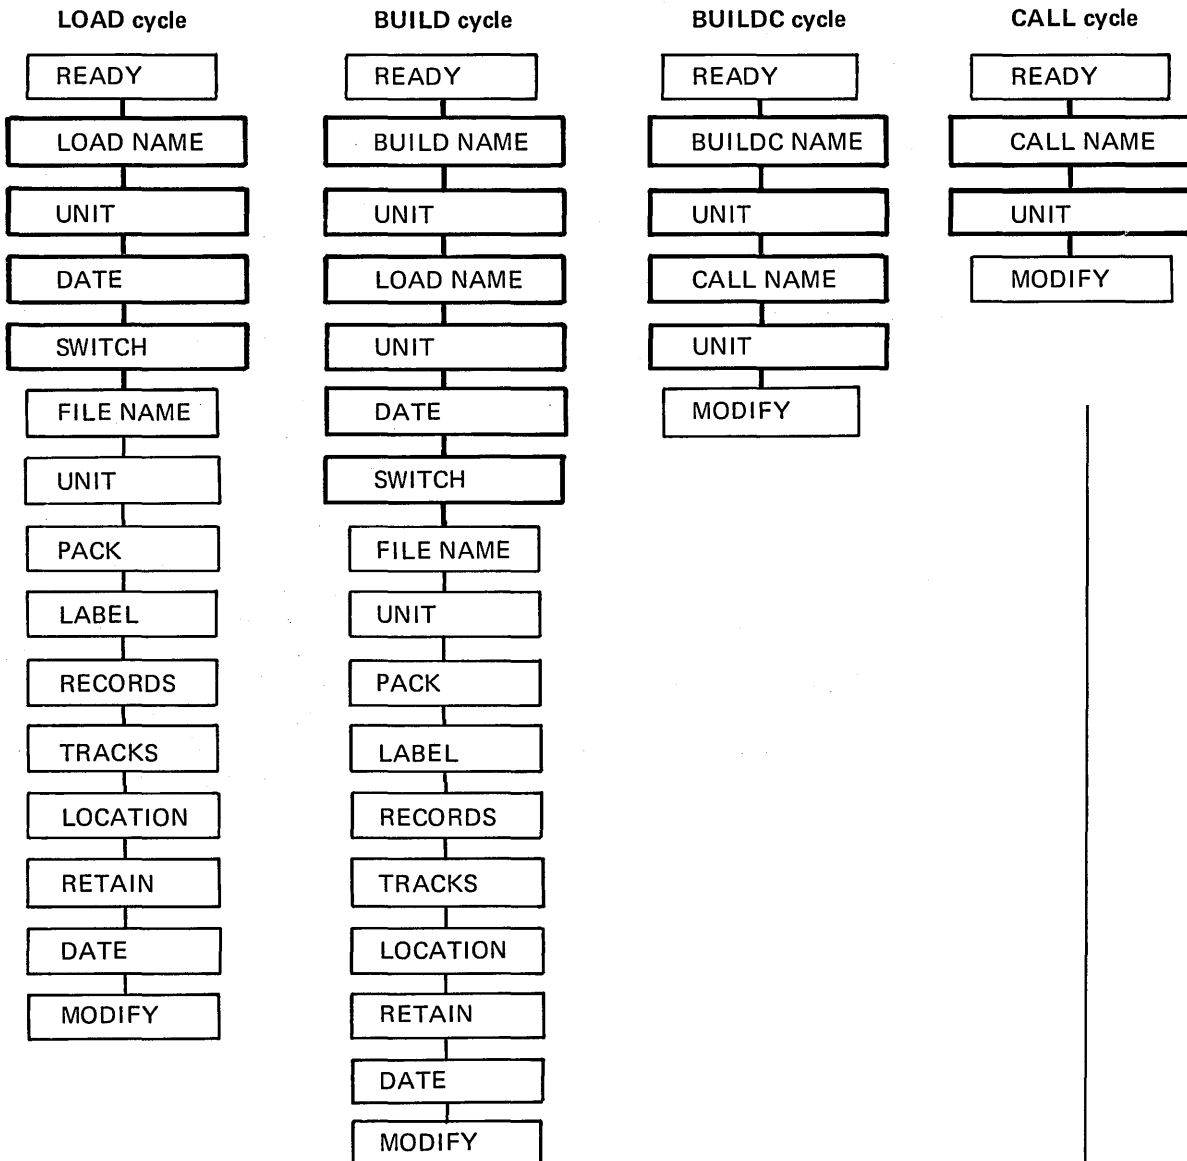 LOAD cycle
READY
LOAD NAME
UNIT
DATE
SWITCH
FILE NAME
UNIT
PACK
LABEL
RECORDS
TRACKS
LOCATION
RETAIN
DATE
MODIFY
BUILD cycle
READY
BUILD NAME
UNIT
LOAD NAME
UNIT
DATE
SWITCH
FILE NAME
UNIT
PACK
LABEL
RECORDS
TRACKS
LOCATION
RETAIN
DATE
MODIFY
BUILDC cycle
READY
BUILDC NAME
UNIT
CALL NAME
UNIT
MODIFY
CALL cycle
READY
CALL NAME
UNIT
MODIFY